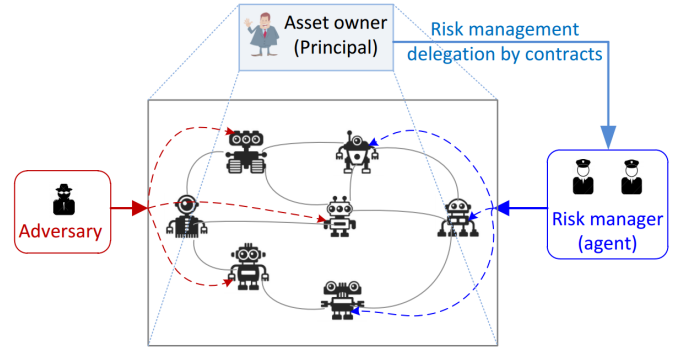 Asset owner
(Principal)
Risk management
delegation by contracts
Adversary
Risk manager
(agent)